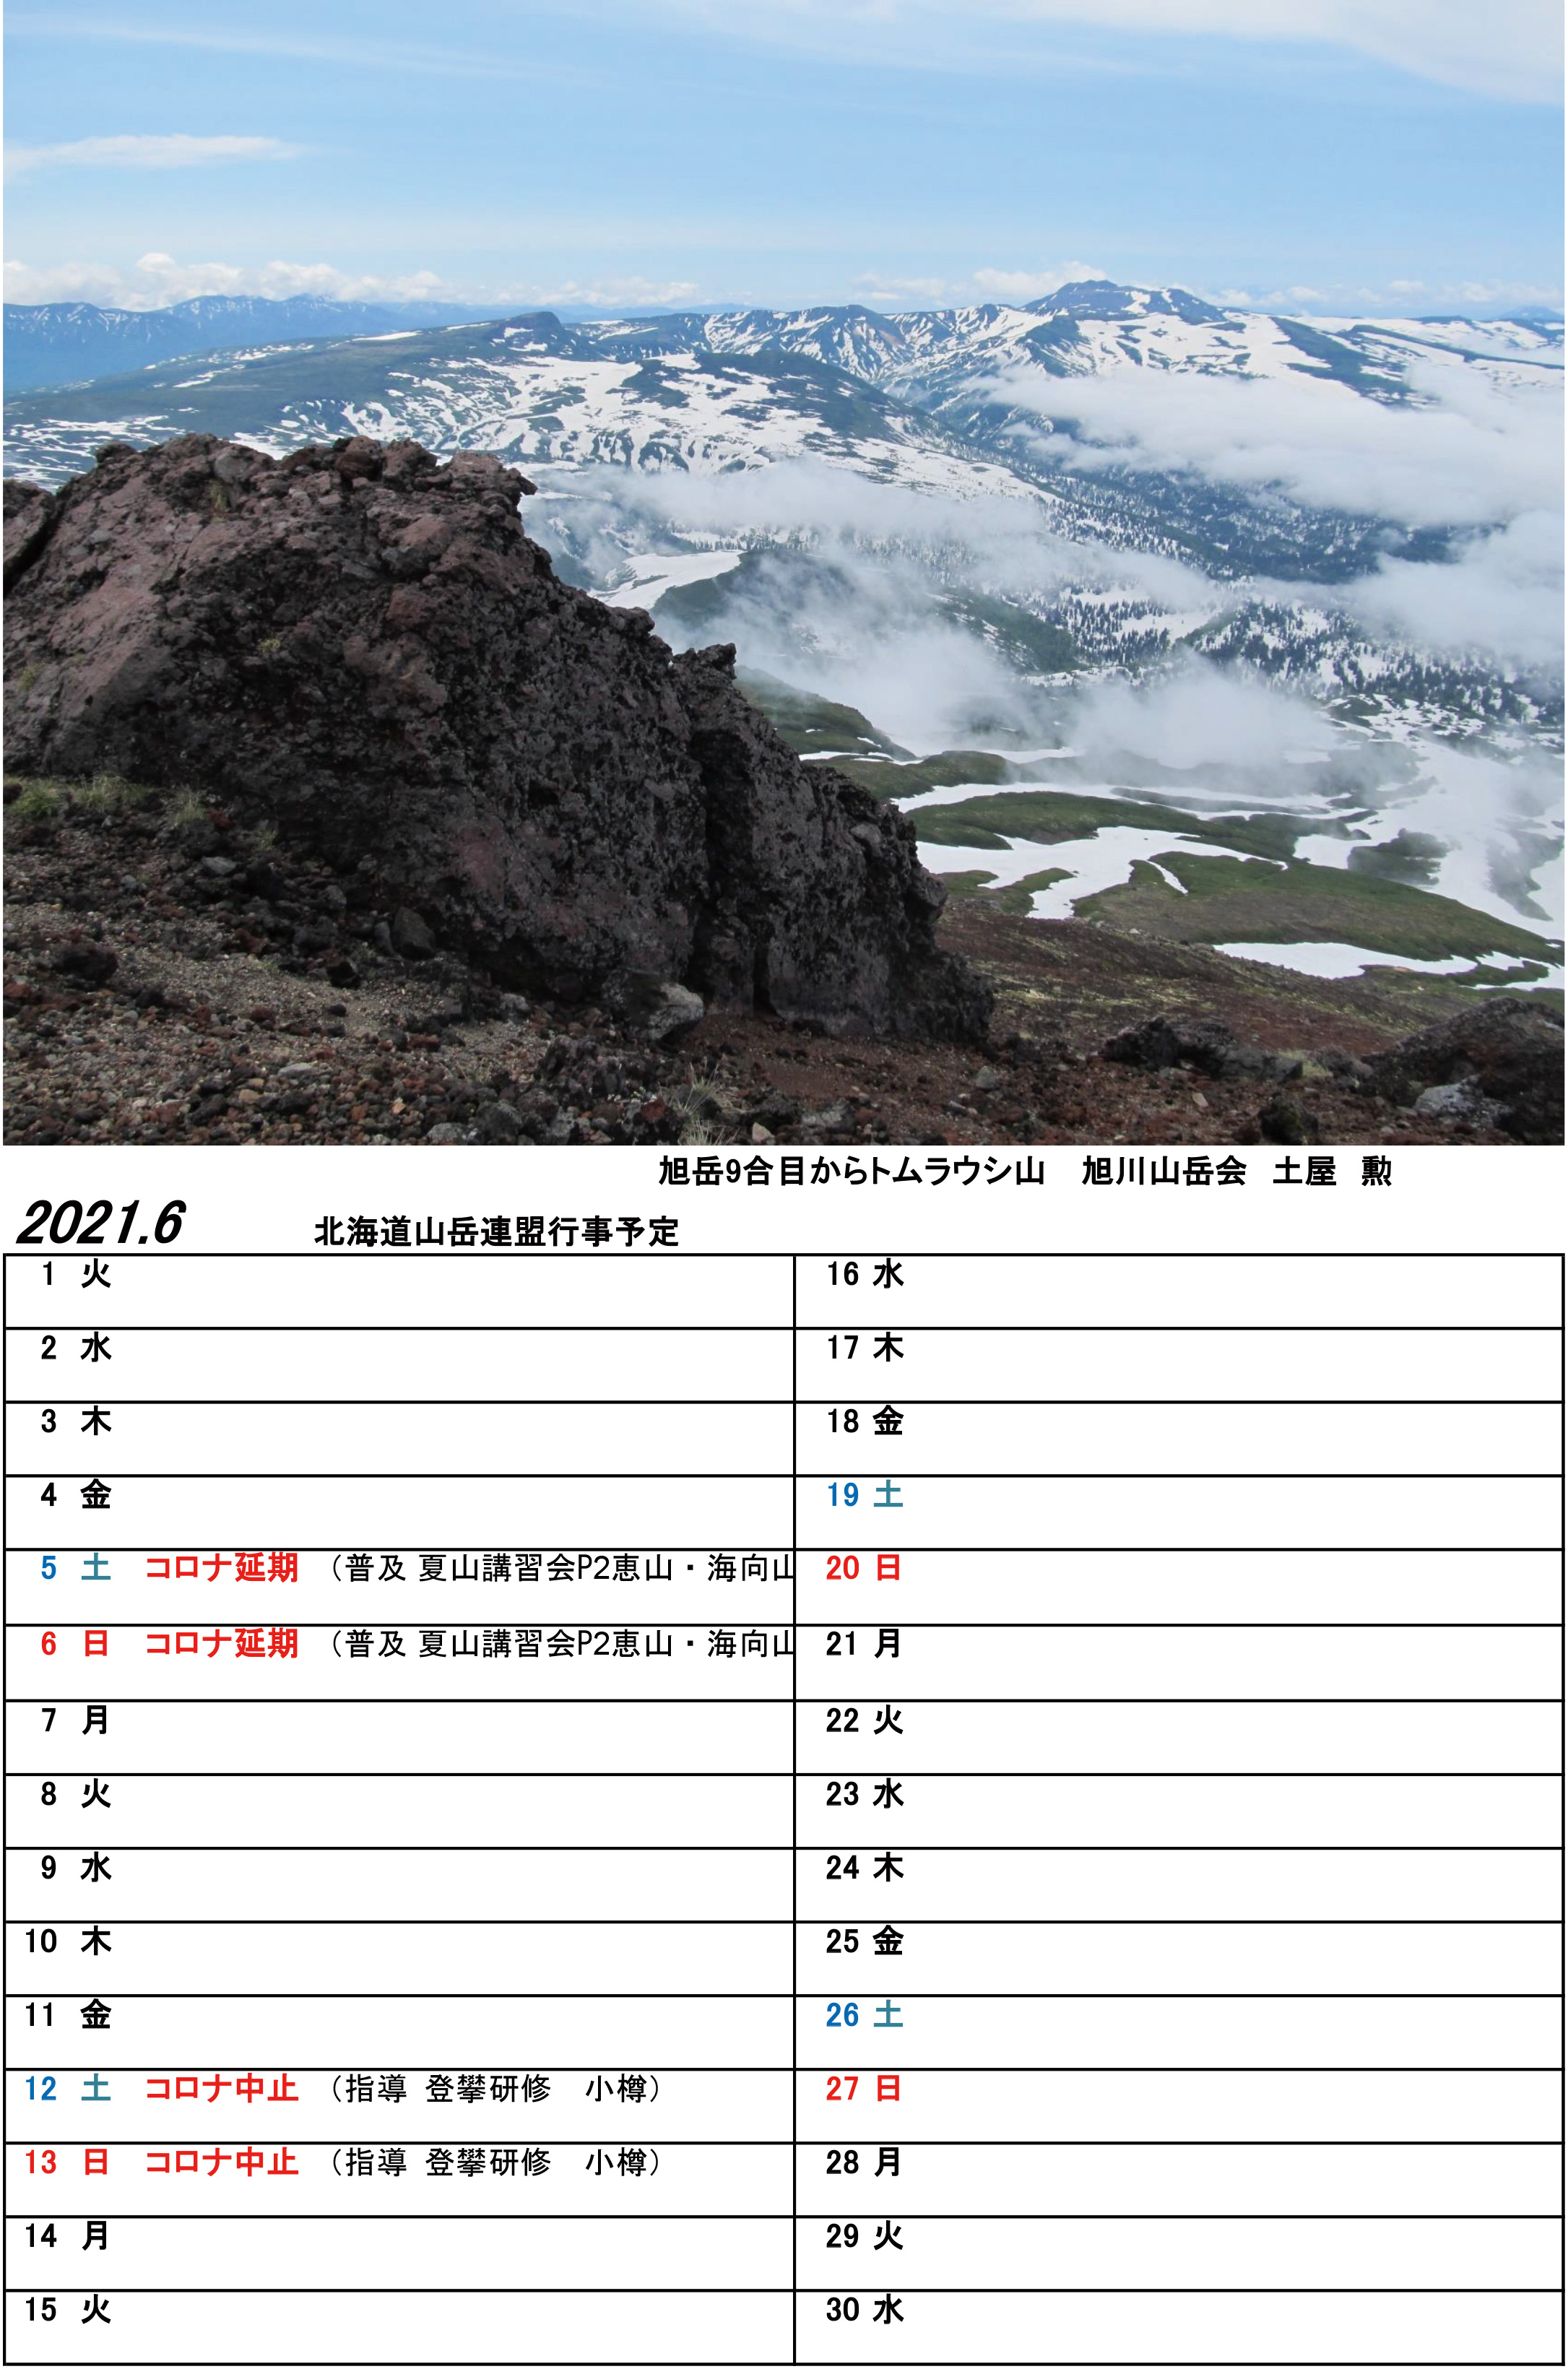 旭岳9合目からトムラウシ山　旭川山岳会　土屋　勲
2021.6　北海道山岳連盟行事予定
1 火
2 水
3 木
4 金
5 土 コロナ延期 （普及 夏山講習会P2恵山・海向山
6 日 コロナ延期 （普及 夏山講習会P2恵山・海向山
7 月
8 火
9 水
10 木
11 金
12 土 コロナ中止 （指導 登攀研修　小樽）
13 日 コロナ中止 （指導 登攀研修　小樽）
14 月
15 火
16 水
17 木
18 金
19 土
20 日
21 月
22 火
23 水
24 木
25 金
26 土
27 日
28 月
29 火
30 水